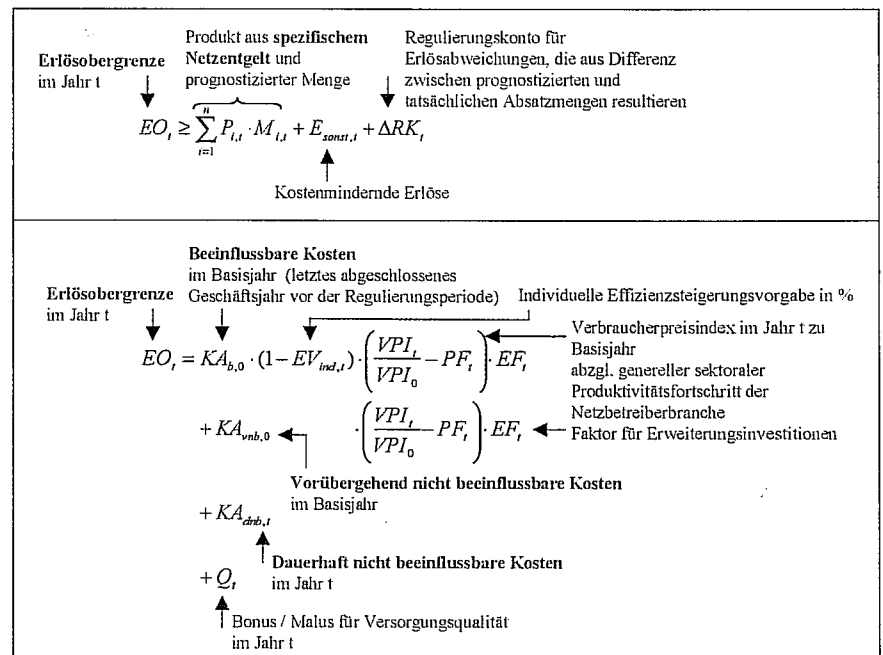 Produkt aus spezifischem
Netzentgelt und
prognostizierter Menge
Regulierungskonto für
Erlösabweichungen, die aus Differenz
zwischen prognostizierten und
tatsächlichen Absatzmengen resultieren
Erlösobergrenze
im Jahr t
EO_t ≥ \sum_{i=1}^{n} P_{i,t} · M_{i,t} + E_{sonst,t} + ΔRK_t
Kostenmindernde Erlöse
Beeinflussbare Kosten
im Basisjahr (letztes abgeschlossenes
Geschäftsjahr vor der Regulierungsperiode)
Individuelle Effizienzsteigerungsvorgabe in %
Erlösobergrenze
im Jahr t
Verbraucherpreisindex im Jahr t zu
Basisjahr
abzgl. genereller sektoraler
Produktivitätsfortschritt der
Netzbetreiberbranche
EO_t = KA_{b,0} · (1 − EV_{ind,t}) · (VPI_t / VPI_0 − PF_t) · EF_t
+ KA_{vnb,0} · (VPI_t / VPI_0 − PF_t) · EF_t
Faktor für Erweiterungsinvestitionen
Vorübergehend nicht beeinflussbare Kosten
im Basisjahr
+ KA_{dnb,t}
Dauerhaft nicht beeinflussbare Kosten
im Jahr t
+ Q_t
Bonus / Malus für Versorgungsqualität
im Jahr t